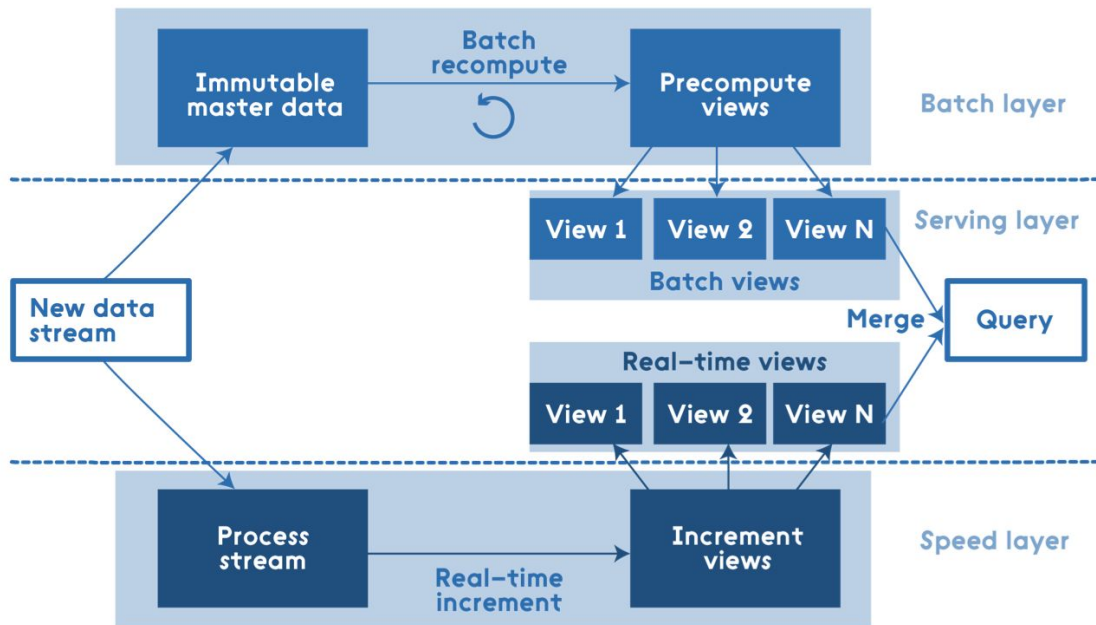 Batch
recompute
Immutable
master data
Precompute
views
Batch layer
View 1
View 2
View N
Serving layer
Batch views
New data
stream
Merge
Query
Real-time views
View 1
View 2
View N
Process
stream
Increment
views
Speed layer
Real-time
increment